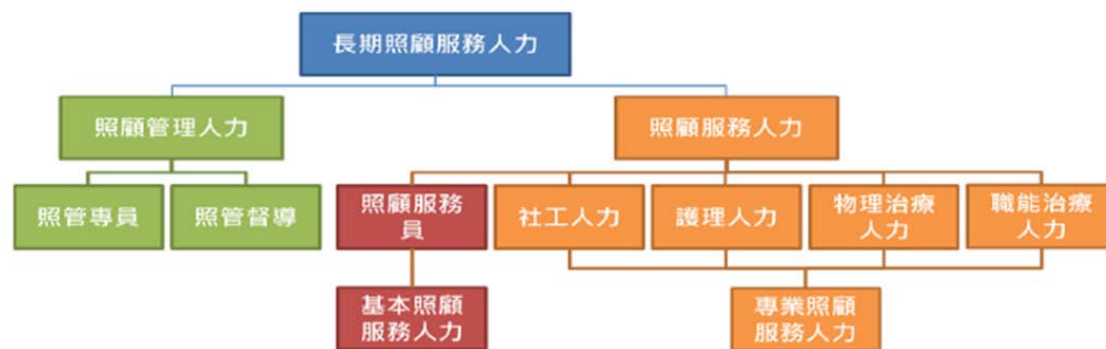 長期照顧服務人力
照顧管理人力
照顧服務人力
照管專員
照管督導
照顧服務
員
社工人力
護理人力
物理治療
人力
職能治療
人力
基本照顧
服務人力
專業照顧
服務人力